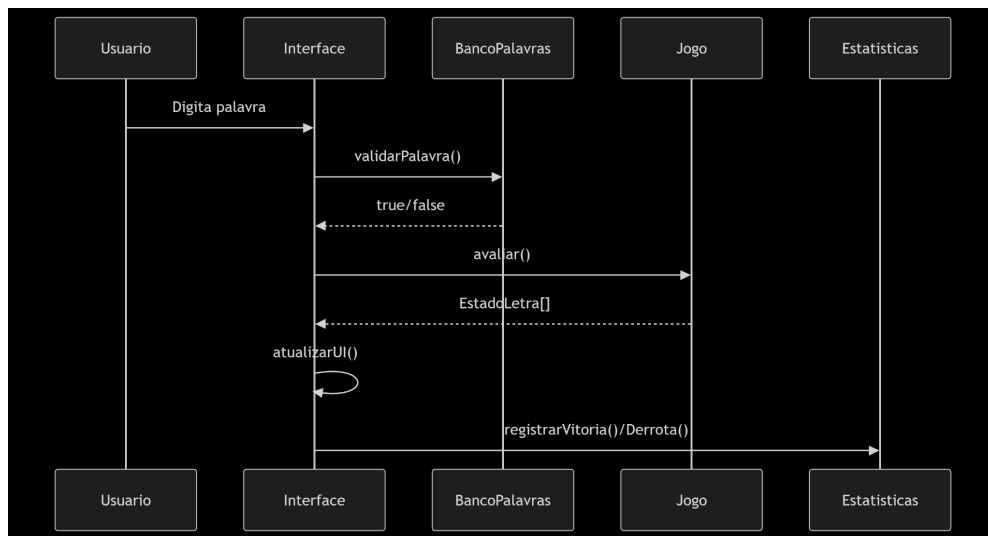 Usuario
Interface
BancoPalavras
Jogo
Estatisticas
Digita palavra
validarPalavra()
true/false
avaliar()
EstadoLetra[]
atualizarUI()
registrarVitoria()/Derrota()
Usuario
Interface
BancoPalavras
Jogo
Estatisticas